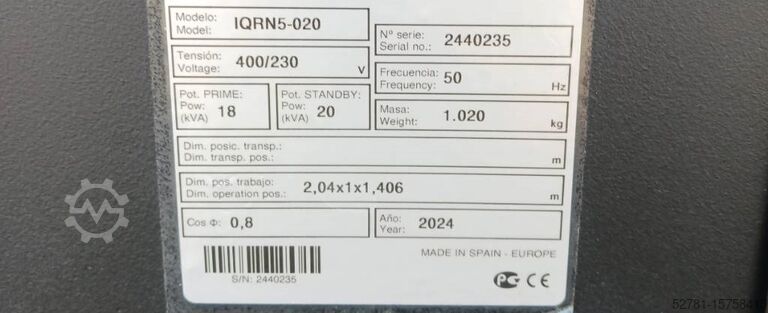 Modelo: IQRN5-020
Model:
Nº serie: 2440235
Serial no.:
Tensión: 400/230 V
Voltage:
Frecuencia: 50 Hz
Frequency:
Pot. PRIME:
Pow: 18
(kVA)
Pot. STANDBY:
Pow: 20
(kVA)
Masa: 1.020 kg
Weight:
Dim. posic. transp.: m
Dim. transp. pos.:
Dim. pos. trabajo: 2,04x1x1,406 m
Dim. operation pos.:
Cos Φ: 0,8
Año: 2024
Year:
MADE IN SPAIN - EUROPE
S/N: 2440235
PG CE